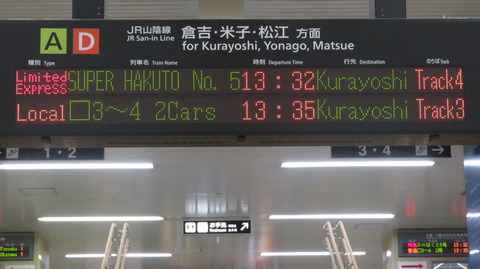 A D JR山陰線 倉吉・米子・松江 方面
JR San-in Line for Kurayoshi, Yonago, Matsue
種別 Type 列車名 Train Name 時刻 Departure Time 行先 Destination のりば Track
Limited Express SUPER HAKUTO No. 5 13:32 Kurayoshi Track4
Local □3～4 2Cars 13:35 Kurayoshi Track3
1・2
3・4 →
お手洗